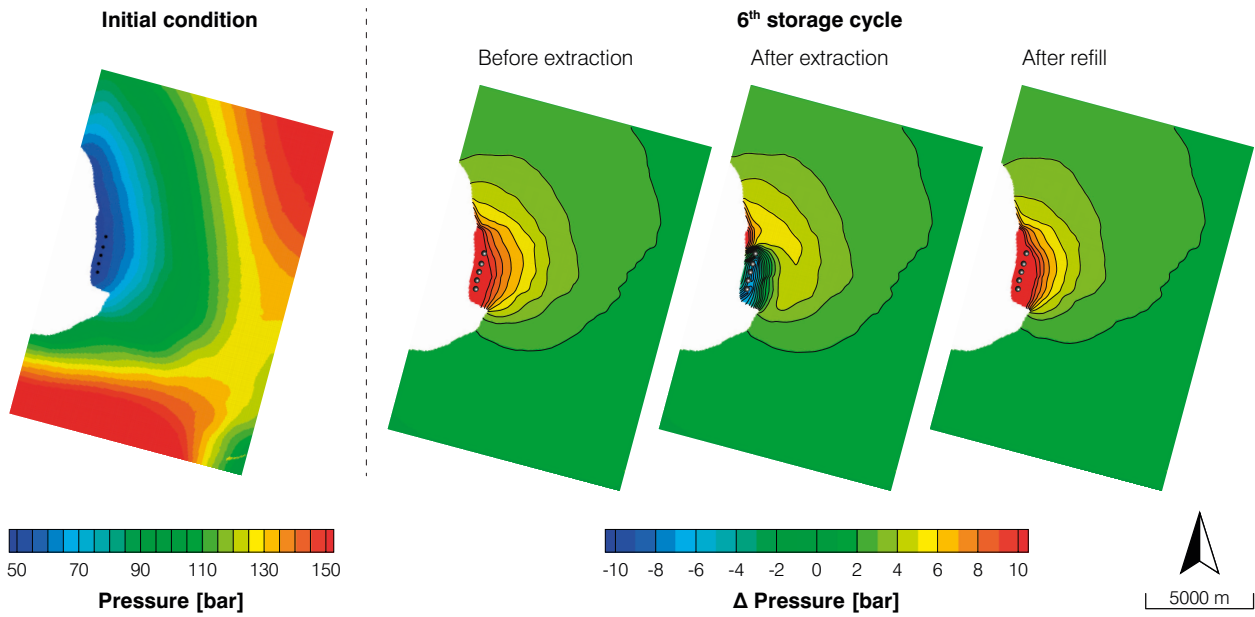 Initial condition
6th storage cycle
Before extraction
After extraction
After refill
50 70 90 110 130 150
Pressure [bar]
-10 -8 -6 -4 -2 0 2 4 6 8 10
Δ Pressure [bar]
5000 m